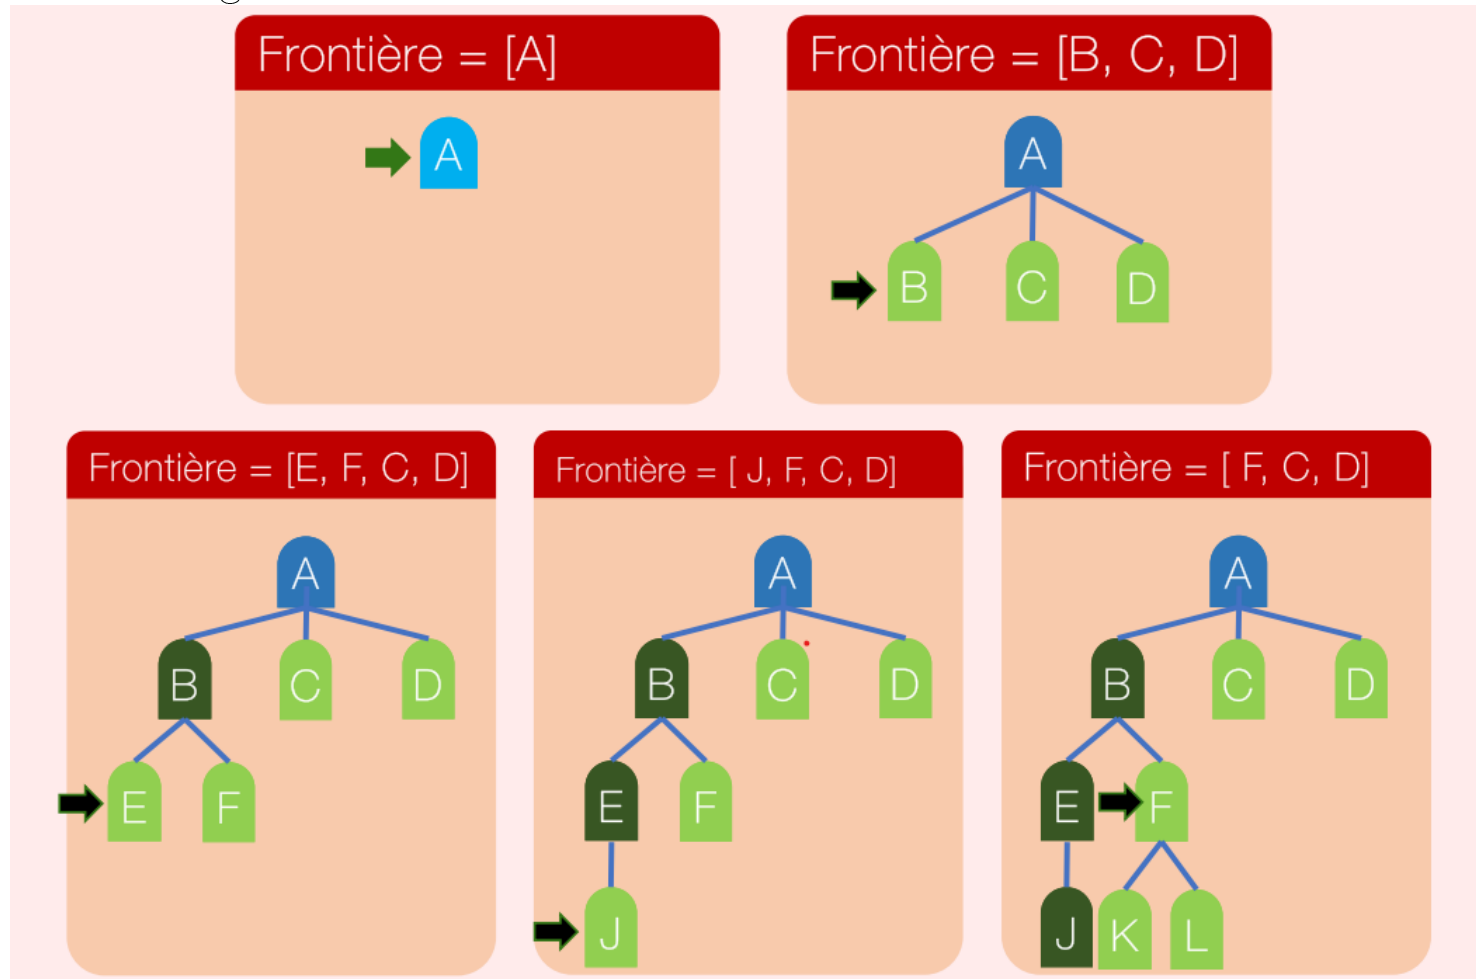 Frontière = [A]
A
Frontière = [B, C, D]
A
B C D
Frontière = [E, F, C, D]
A
B C D
E F
Frontière = [ J, F, C, D]
A
B C D
E F
J
Frontière = [ F, C, D]
A
B C D
E F
J K L